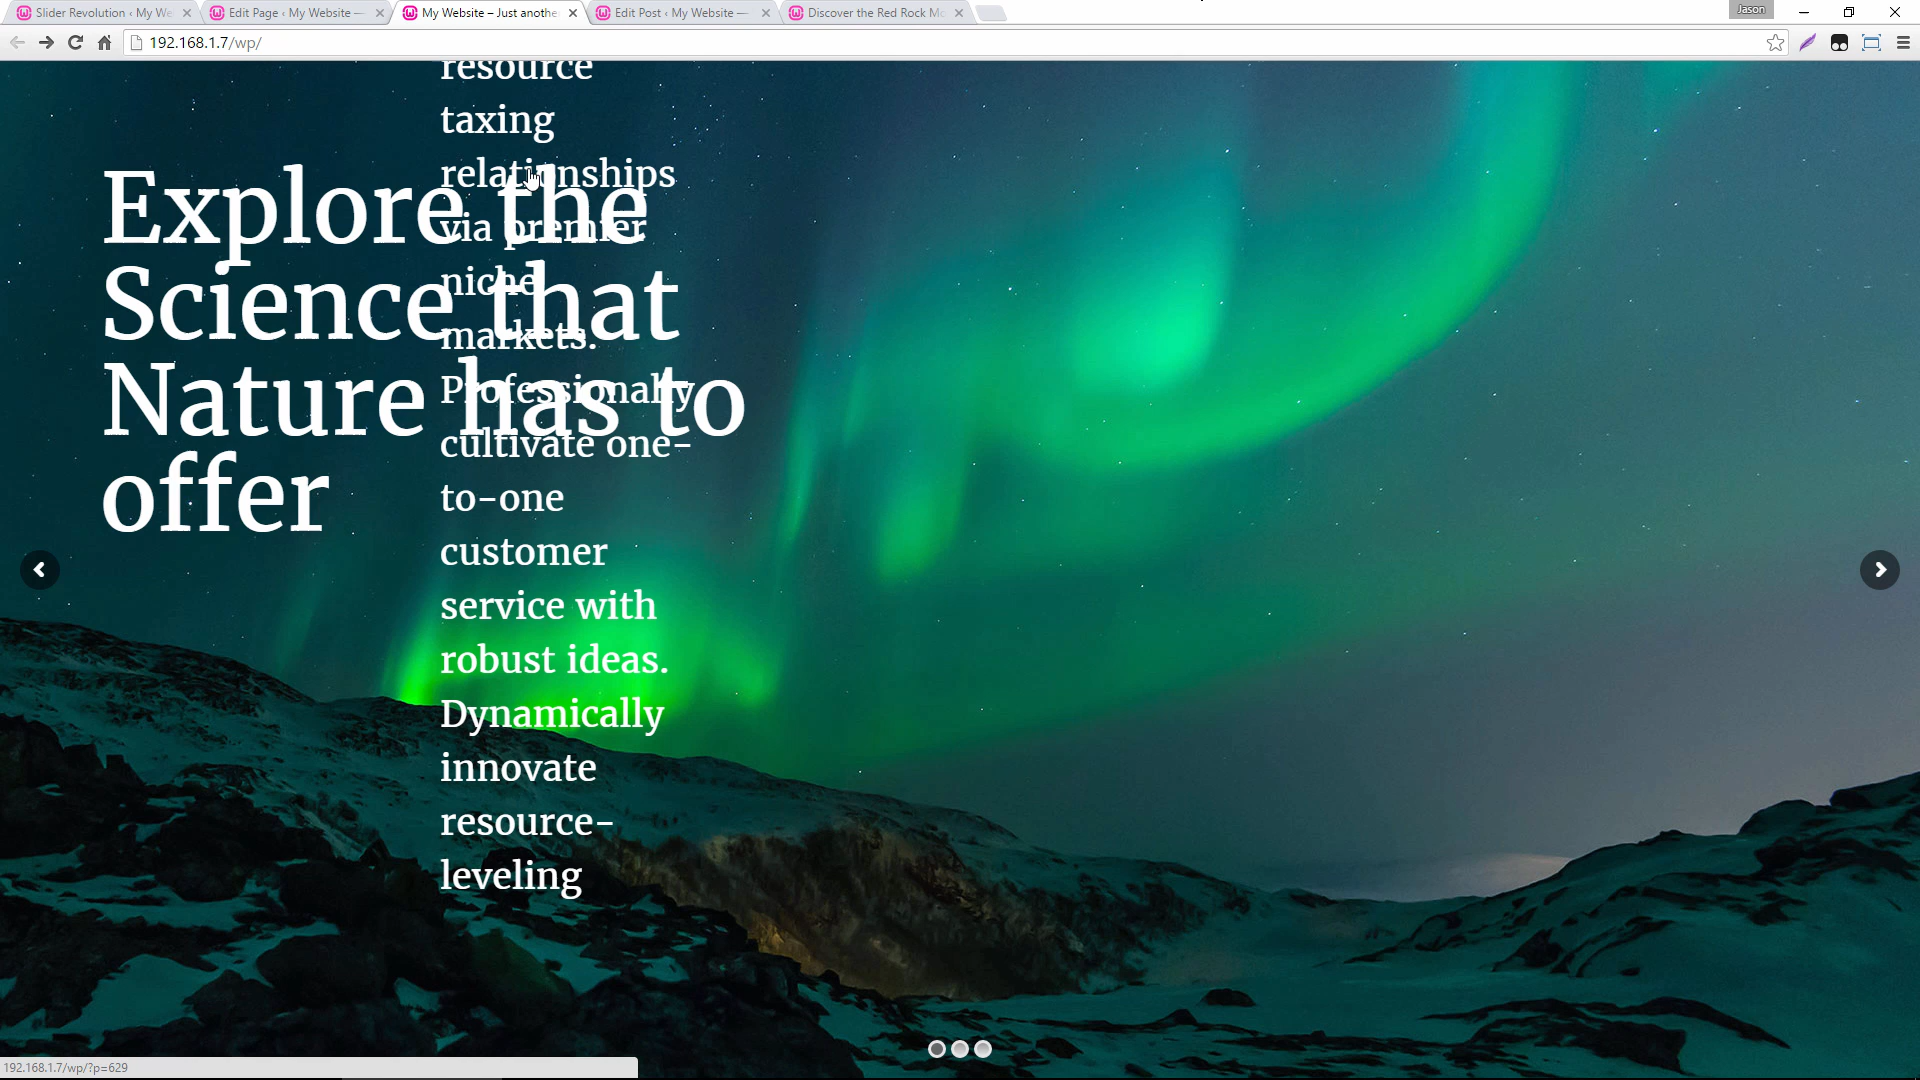 Slider Revolution ‹ My We
Edit Page ‹ My Website —
My Website – Just anothe
Edit Post ‹ My Website —
Discover the Red Rock Mo
Jason
192.168.1.7/wp/
Explore the
Science that
Nature has to
offer
resource
taxing
relationships
via premier
niche
markets.
Professionally
cultivate one-
to-one
customer
service with
robust ideas.
Dynamically
innovate
resource-
leveling
192.168.1.7/wp/?p=629